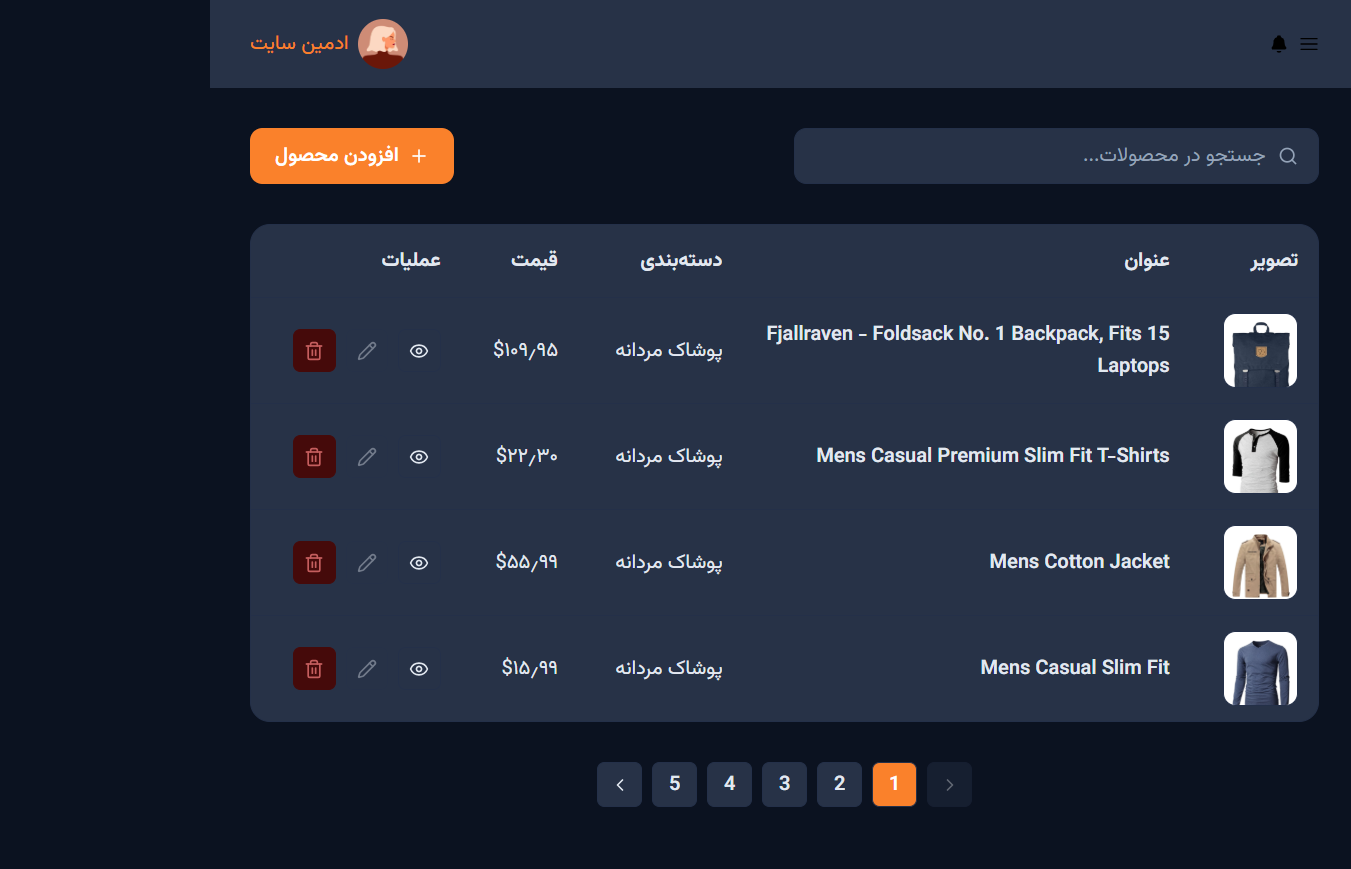 ادمین سایت
جستجو در محصولات...
افزودن محصول
تصویر عنوان دسته‌بندی قیمت عملیات
Fjallraven - Foldsack No. 1 Backpack, Fits 15
Laptops
پوشاک مردانه
$۱۰۹٫۹۵
Mens Casual Premium Slim Fit T-Shirts
پوشاک مردانه
$۲۲٫۳۰
Mens Cotton Jacket
پوشاک مردانه
$۵۵٫۹۹
Mens Casual Slim Fit
پوشاک مردانه
$۱۵٫۹۹
1 2 3 4 5